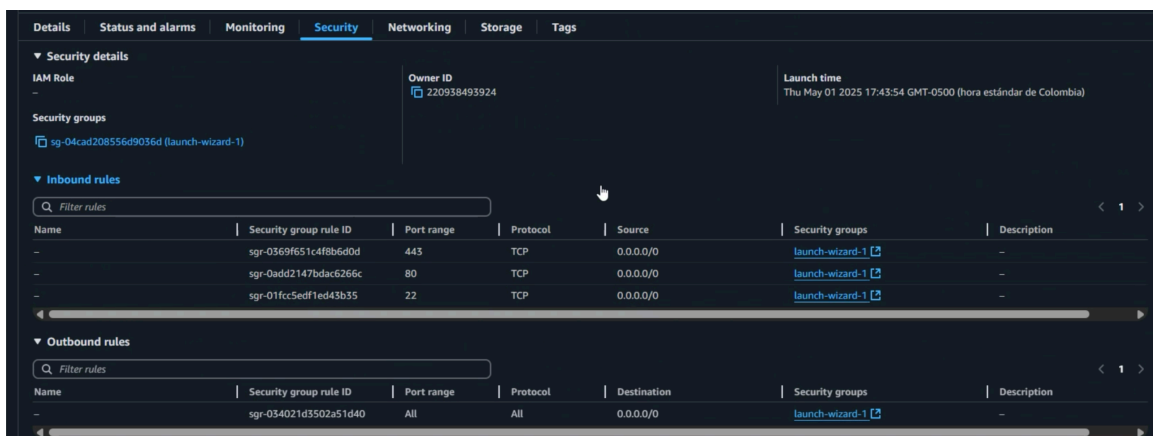 Details Status and alarms Monitoring Security Networking Storage Tags
Security details
IAM Role Owner ID Launch time
– 220938493924 Thu May 01 2025 17:43:54 GMT-0500 (hora estándar de Colombia)
Security groups
sg-04cad208556d9036d (launch-wizard-1)
Inbound rules
Filter rules 1
Name Security group rule ID Port range Protocol Source Security groups Description
– sgr-0369f651c4f8b6d0d 443 TCP 0.0.0.0/0 launch-wizard-1 –
– sgr-0add2147bdac6266c 80 TCP 0.0.0.0/0 launch-wizard-1 –
– sgr-01fcc5edf1ed43b35 22 TCP 0.0.0.0/0 launch-wizard-1 –
Outbound rules
Filter rules 1
Name Security group rule ID Port range Protocol Destination Security groups Description
– sgr-034021d3502a51d40 All All 0.0.0.0/0 launch-wizard-1 –